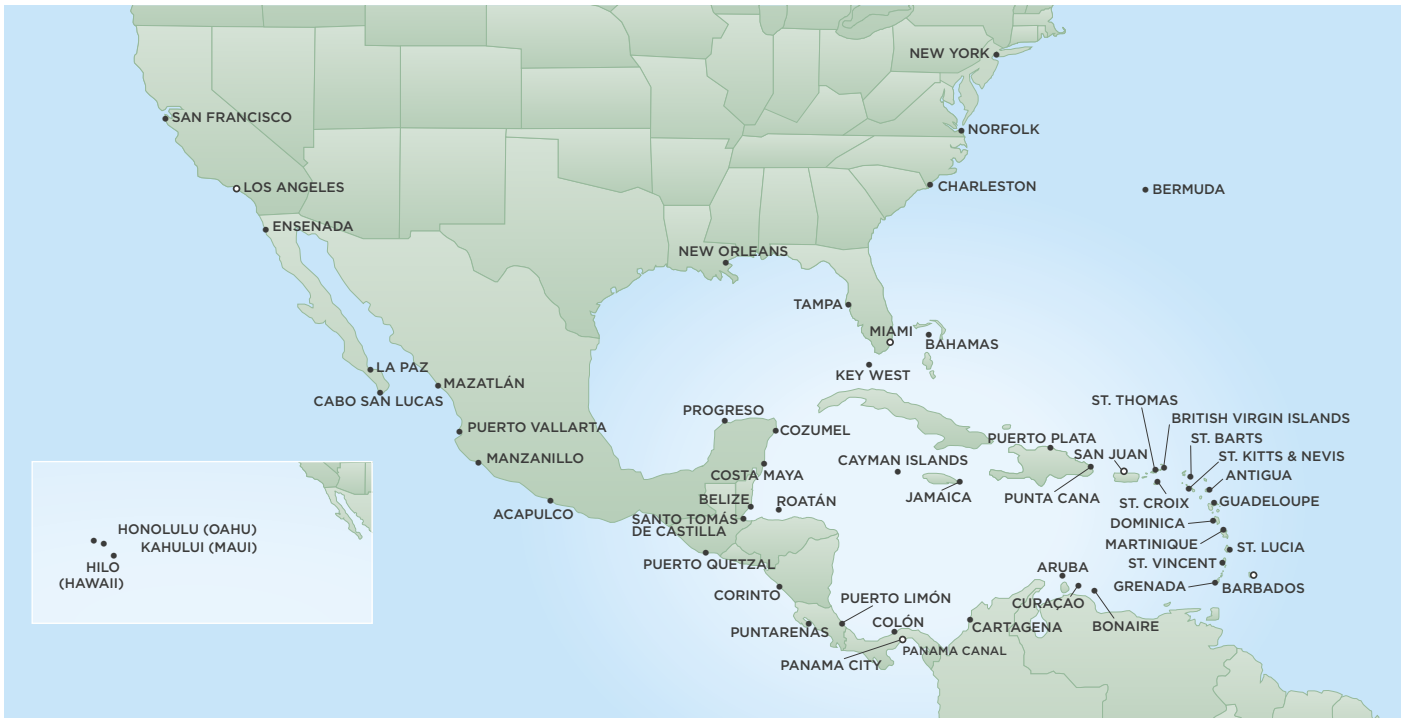 NEW YORK
SAN FRANCISCO
NORFOLK
LOS ANGELES
CHARLESTON
BERMUDA
ENSENADA
NEW ORLEANS
TAMPA
MIAMI
BAHAMAS
LA PAZ
KEY WEST
MAZATLÁN
CABO SAN LUCAS
ST. THOMAS
PROGRESO
BRITISH VIRGIN ISLANDS
PUERTO VALLARTA
COZUMEL
PUERTO PLATA
ST. BARTS
SAN JUAN
ST. KITTS & NEVIS
MANZANILLO
CAYMAN ISLANDS
COSTA MAYA
ANTIGUA
JAMAICA
PUNTA CANA
BELIZE
ROATÁN
ST. CROIX
GUADELOUPE
ACAPULCO
SANTO TOMÁS
DE CASTILLA
DOMINICA
HONOLULU (OAHU)
KAHULUI (MAUI)
MARTINIQUE
ST. LUCIA
HILO
(HAWAII)
PUERTO QUETZAL
ARUBA
ST. VINCENT
GRENADA
BARBADOS
CORINTO
PUERTO LIMÓN
CURAÇAO
COLÓN
PUNTARENAS
CARTAGENA
BONAIRE
PANAMA CANAL
PANAMA CITY